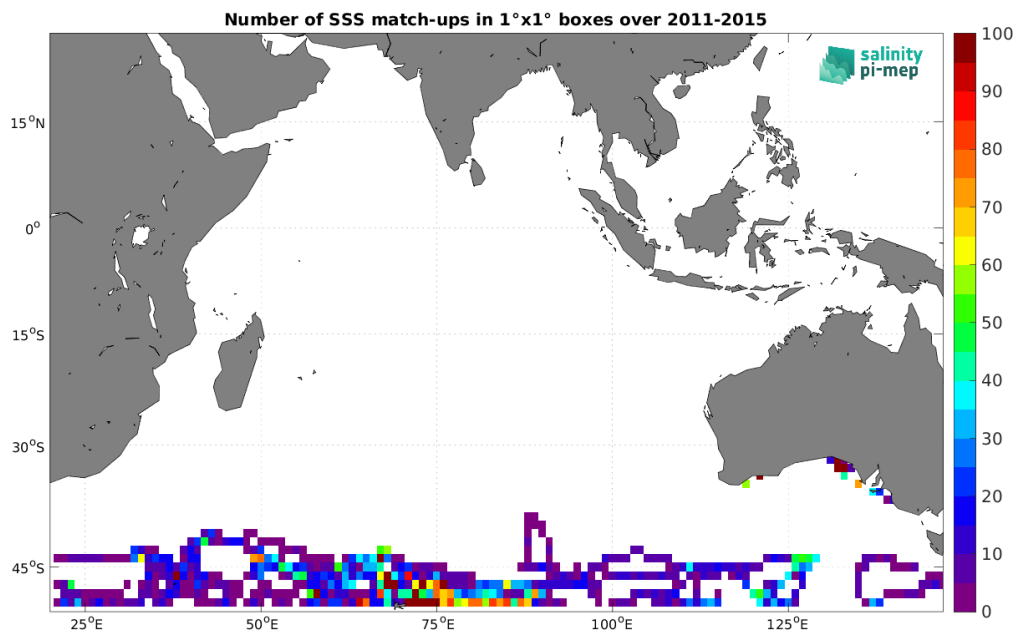 Number of SSS match-ups in 1°x1° boxes over 2011-2015
salinity
pi-mep
15°N
0°
15°S
30°S
45°S
25°E
50°E
75°E
100°E
125°E
100
90
80
70
60
50
40
30
20
10
0